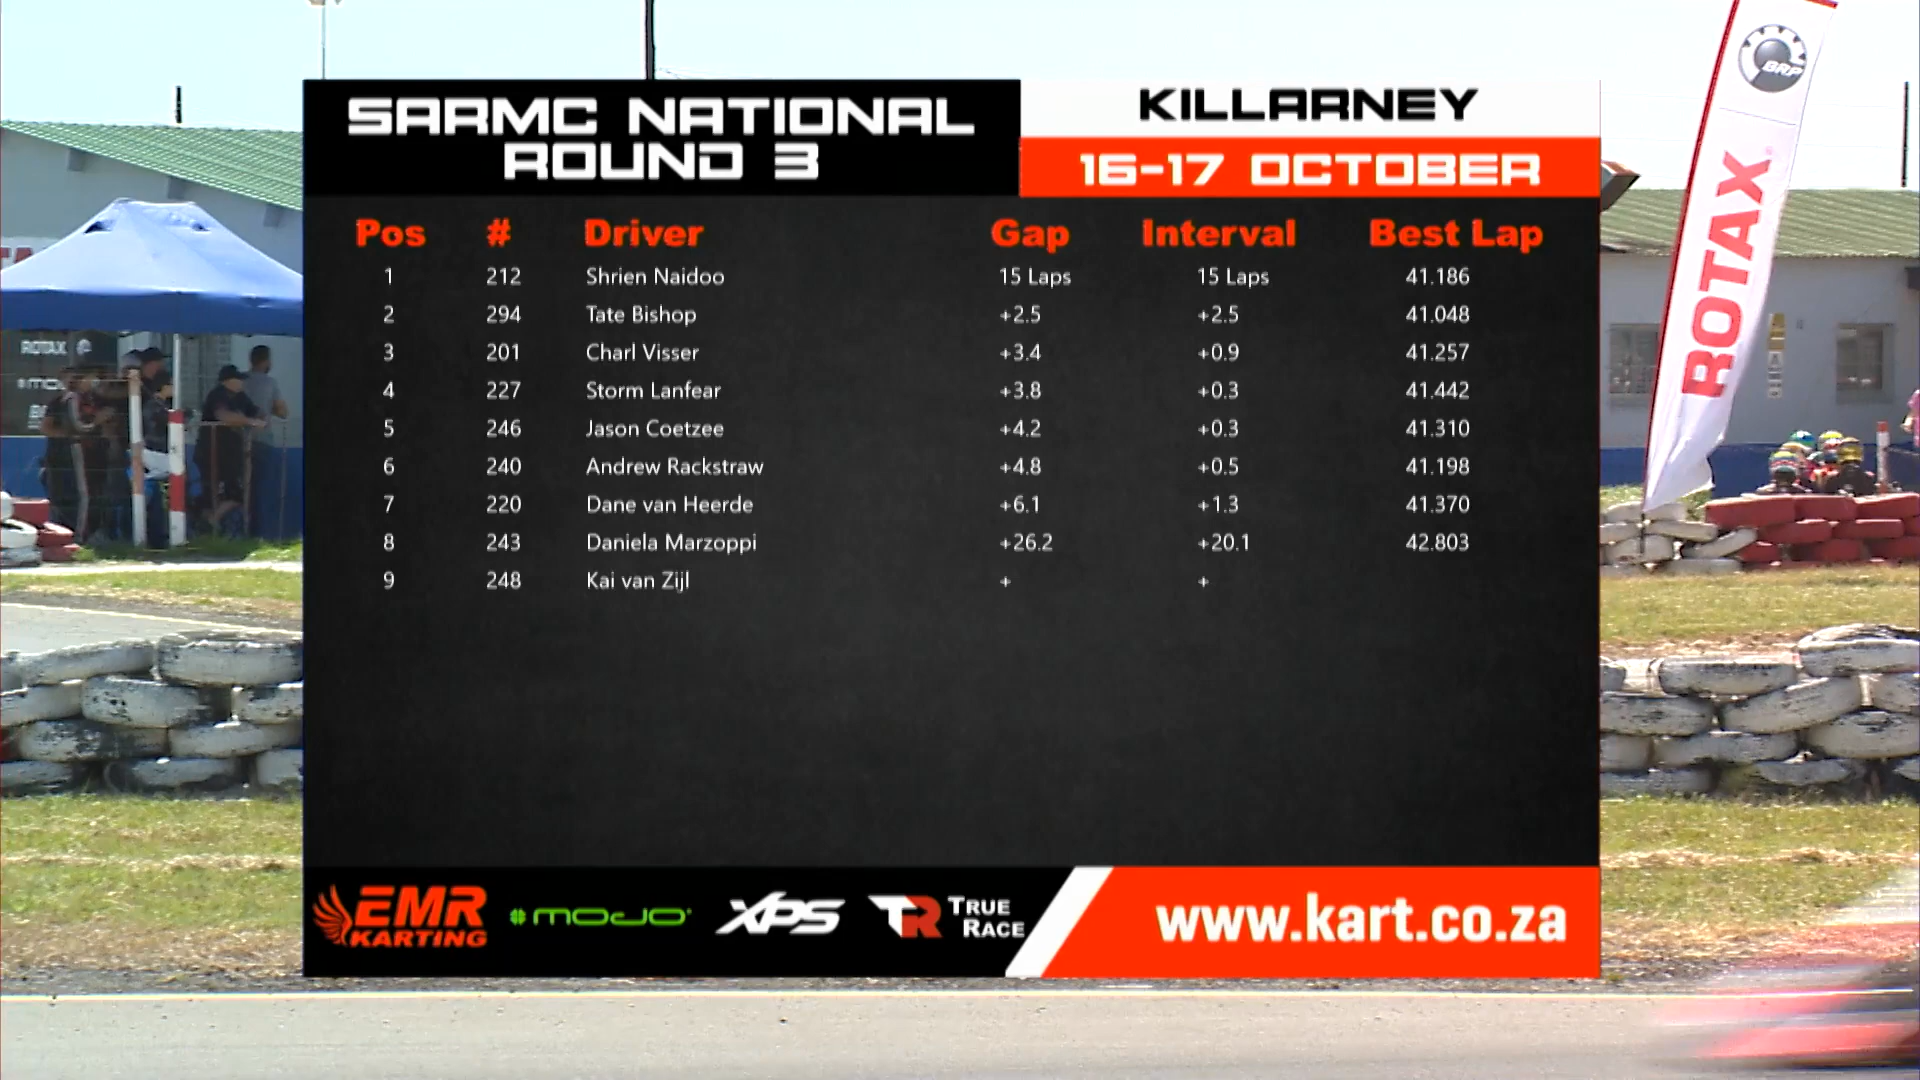 SARMC NATIONAL
ROUND 3
KILLARNEY
16-17 OCTOBER
Pos # Driver Gap Interval Best Lap
1 212 Shrien Naidoo 15 Laps 15 Laps 41.186
2 294 Tate Bishop +2.5 +2.5 41.048
3 201 Charl Visser +3.4 +0.9 41.257
4 227 Storm Lanfear +3.8 +0.3 41.442
5 246 Jason Coetzee +4.2 +0.3 41.310
6 240 Andrew Rackstraw +4.8 +0.5 41.198
7 220 Dane van Heerde +6.1 +1.3 41.370
8 243 Daniela Marzoppi +26.2 +20.1 42.803
9 248 Kai van Zijl + +
EMR
KARTING
MOJO
XPS
TR TRUE
RACE
www.kart.co.za
BRP
ROTAX
ROTAX